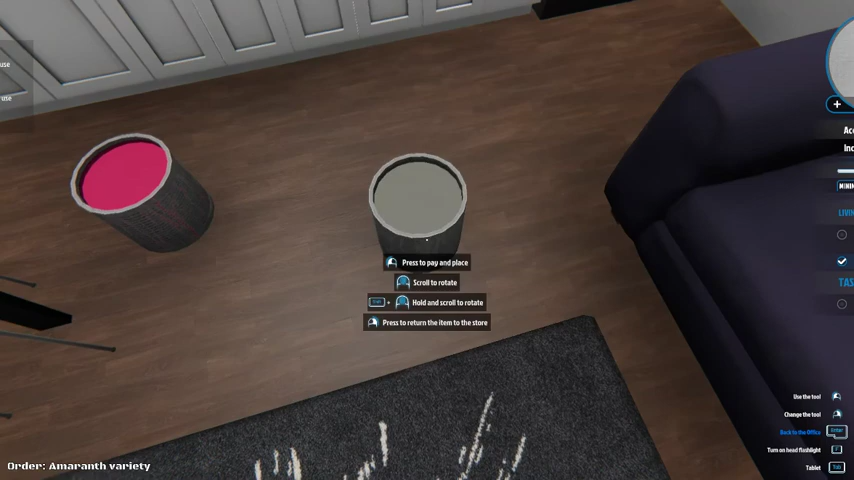 use
use
Press to pay and place
Scroll to rotate
Hold and scroll to rotate
Press to return the item to the store
Use the tool
Change the tool
Back to the Office
Enter
Turn on head flashlight
F
Tablet
Tab
Order: Amaranth variety